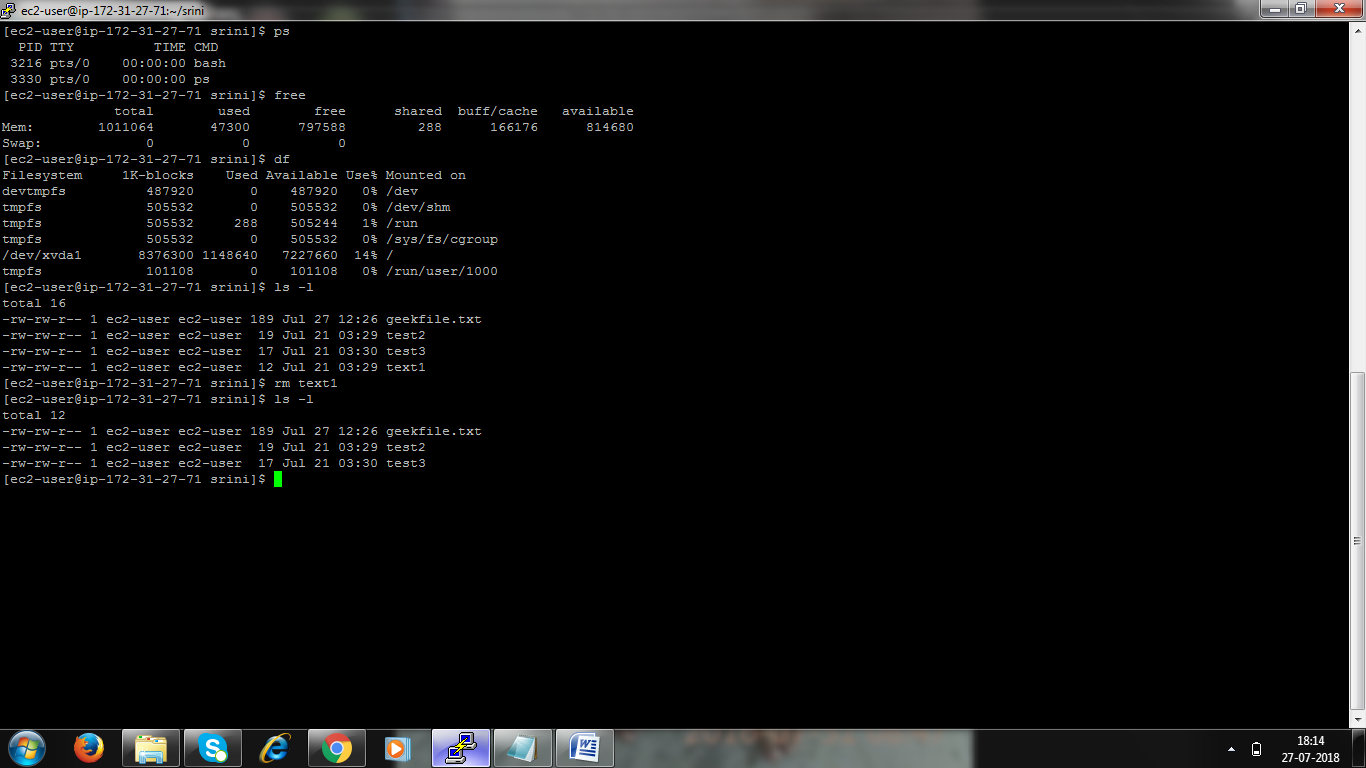 ec2-user@ip-172-31-27-71:~/srini
[ec2-user@ip-172-31-27-71 srini]$ ps
  PID TTY          TIME CMD
 3216 pts/0    00:00:00 bash
 3330 pts/0    00:00:00 ps
[ec2-user@ip-172-31-27-71 srini]$ free
              total        used        free      shared  buff/cache   available
Mem:        1011064       47300      797588         288      166176      814680
Swap:             0           0           0
[ec2-user@ip-172-31-27-71 srini]$ df
Filesystem     1K-blocks    Used Available Use% Mounted on
devtmpfs          487920       0    487920   0% /dev
tmpfs             505532       0    505532   0% /dev/shm
tmpfs             505532     288    505244   1% /run
tmpfs             505532       0    505532   0% /sys/fs/cgroup
/dev/xvda1       8376300 1148640   7227660  14% /
tmpfs             101108       0    101108   0% /run/user/1000
[ec2-user@ip-172-31-27-71 srini]$ ls -l
total 16
-rw-rw-r-- 1 ec2-user ec2-user 189 Jul 27 12:26 geekfile.txt
-rw-rw-r-- 1 ec2-user ec2-user  19 Jul 21 03:29 test2
-rw-rw-r-- 1 ec2-user ec2-user  17 Jul 21 03:30 test3
-rw-rw-r-- 1 ec2-user ec2-user  12 Jul 21 03:29 text1
[ec2-user@ip-172-31-27-71 srini]$ rm text1
[ec2-user@ip-172-31-27-71 srini]$ ls -l
total 12
-rw-rw-r-- 1 ec2-user ec2-user 189 Jul 27 12:26 geekfile.txt
-rw-rw-r-- 1 ec2-user ec2-user  19 Jul 21 03:29 test2
-rw-rw-r-- 1 ec2-user ec2-user  17 Jul 21 03:30 test3
[ec2-user@ip-172-31-27-71 srini]$
18:14
27-07-2018